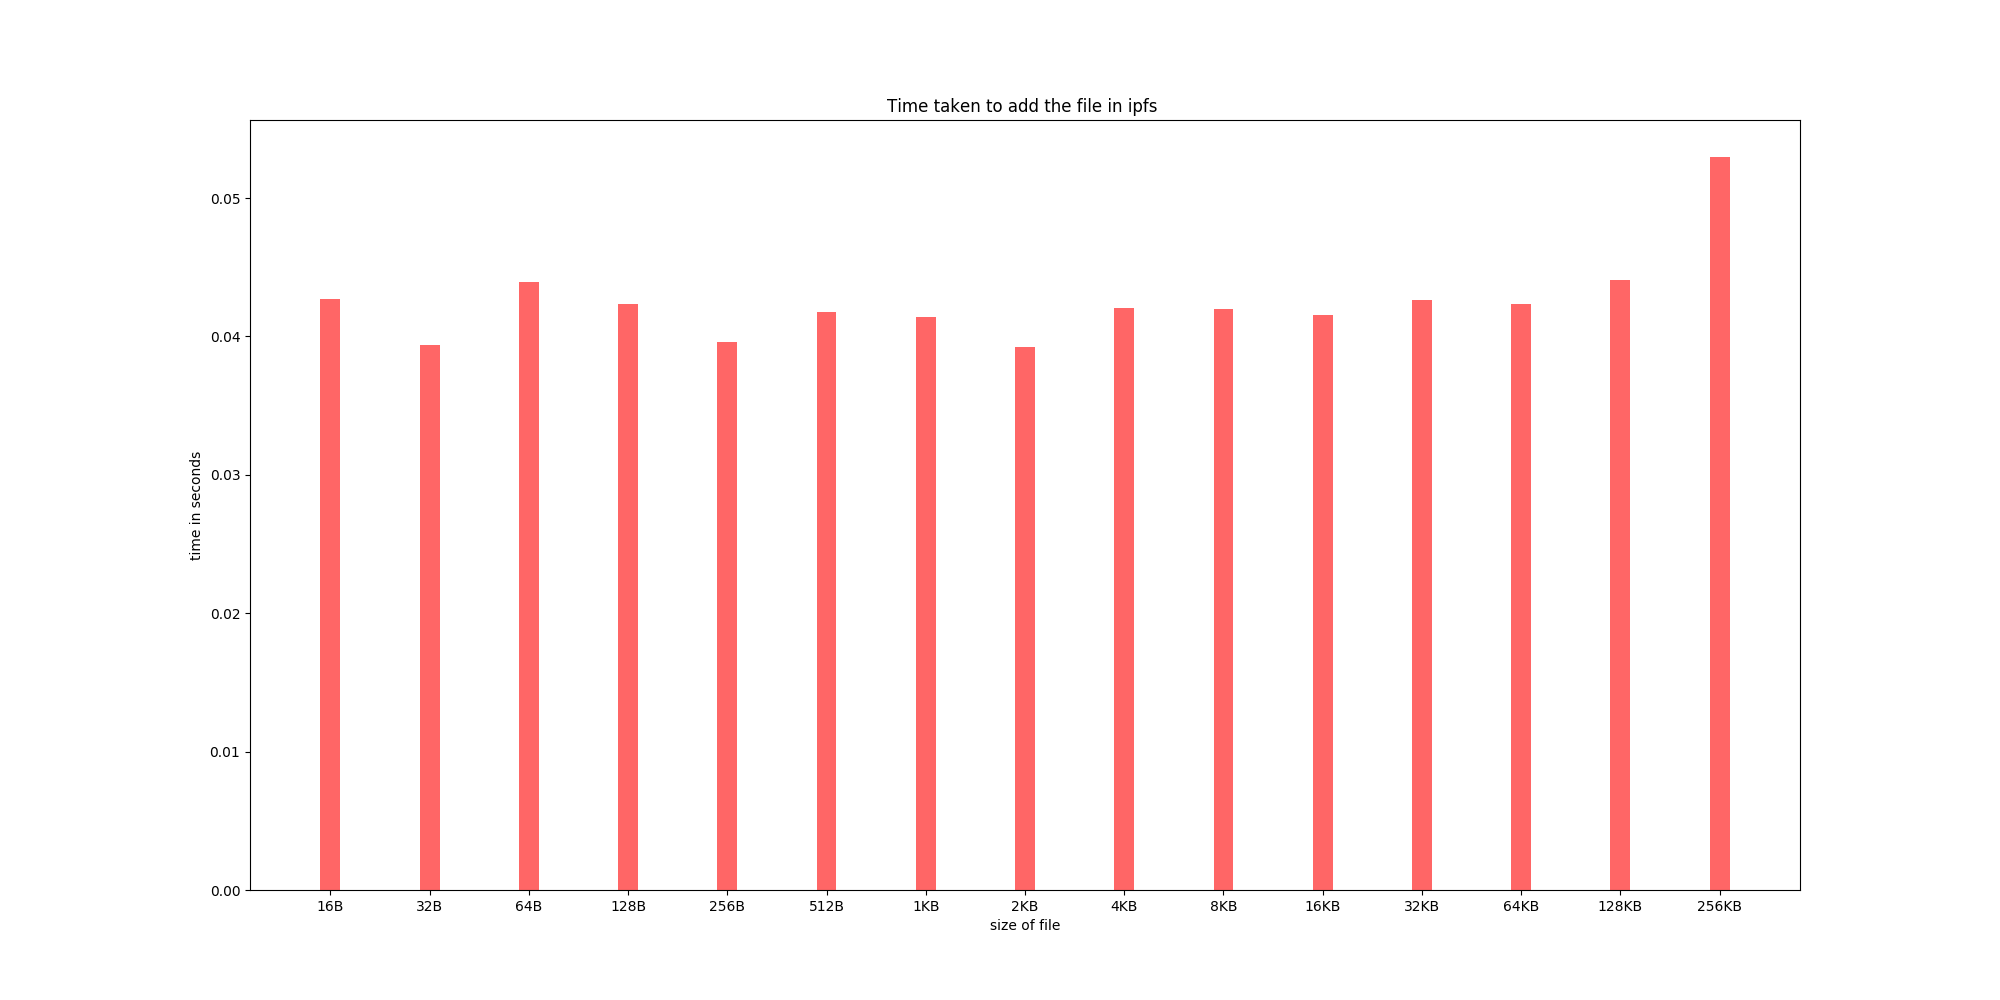 Time taken to add the file in ipfs
0.05
0.04
0.03
0.02
0.01
0.00
time in seconds
16B 32B 64B 128B 256B 512B 1KB 2KB 4KB 8KB 16KB 32KB 64KB 128KB 256KB
size of file